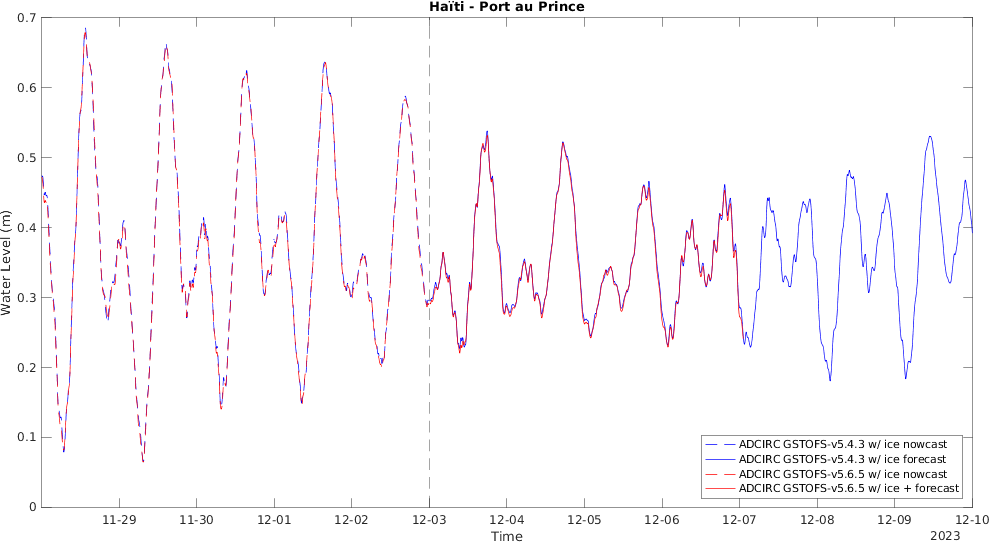 Haïti - Port au Prince
0.7
0.6
0.5
0.4
0.3
0.2
0.1
0
Water Level (m)
11-29 11-30 12-01 12-02 12-03 12-04 12-05 12-06 12-07 12-08 12-09 12-10
Time
2023
ADCIRC GSTOFS-v5.4.3 w/ ice nowcast
ADCIRC GSTOFS-v5.4.3 w/ ice forecast
ADCIRC GSTOFS-v5.6.5 w/ ice nowcast
ADCIRC GSTOFS-v5.6.5 w/ ice + forecast